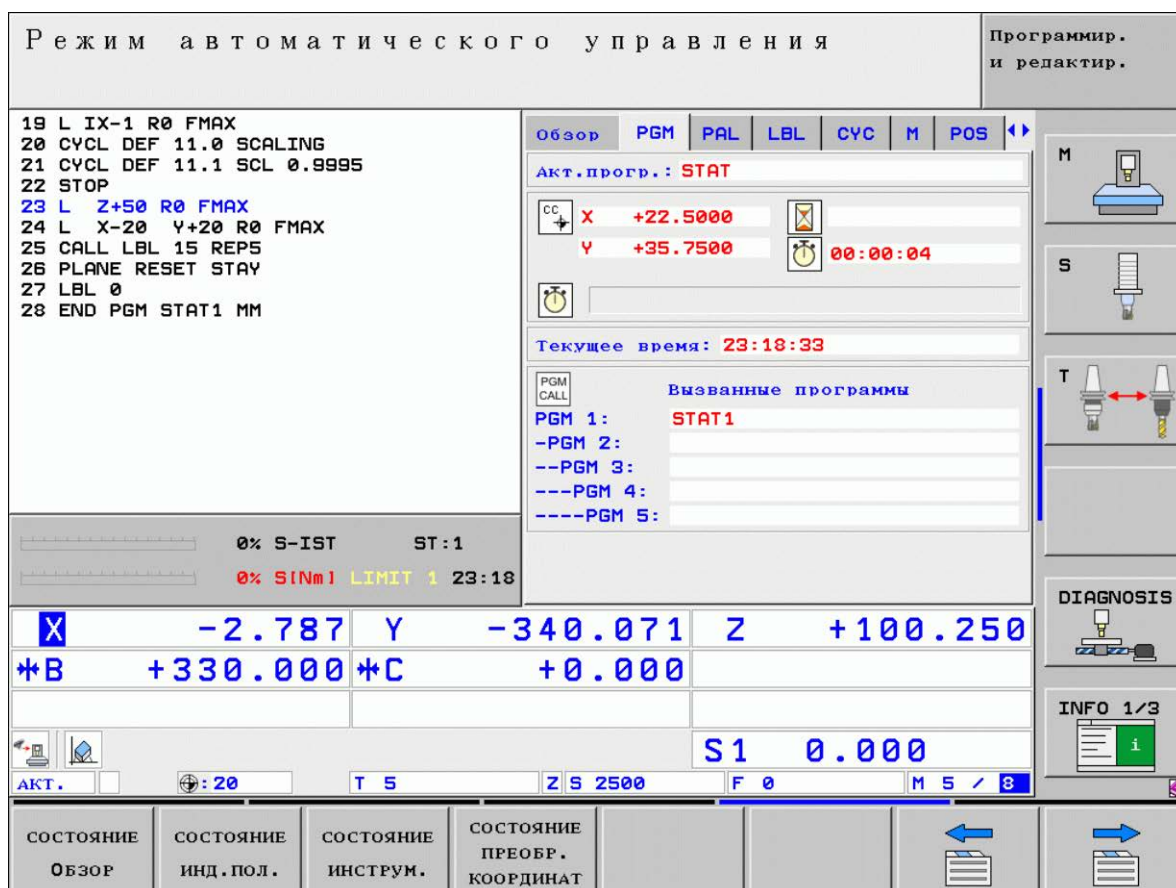 Режим автоматического управления
Программир.
и редактир.
19 L IX-1 R0 FMAX
20 CYCL DEF 11.0 SCALING
21 CYCL DEF 11.1 SCL 0.9995
22 STOP
23 L Z+50 R0 FMAX
24 L X-20 Y+20 R0 FMAX
25 CALL LBL 15 REP5
26 PLANE RESET STAY
27 LBL 0
28 END PGM STAT1 MM
0% S-IST ST:1
0% S[Nm] LIMIT 1 23:18
Обзор PGM PAL LBL CYC M POS
Акт.прогр.: STAT
CC X +22.5000
Y +35.7500 00:00:04
Текущее время: 23:18:33
PGM CALL Вызванные программы
PGM 1: STAT1
-PGM 2:
--PGM 3:
---PGM 4:
----PGM 5:
M
S
T
DIAGNOSIS
INFO 1/3
i
X -2.787 Y -340.071 Z +100.250
B +330.000 C +0.000
S1 0.000
АКТ. : 20 T 5 Z S 2500 F 0 M 5 / 8
СОСТОЯНИЕ
ОБЗОР
СОСТОЯНИЕ
ИНД.ПОЛ.
СОСТОЯНИЕ
ИНСТРУМ.
СОСТОЯНИЕ
ПРЕОБР.
КООРДИНАТ